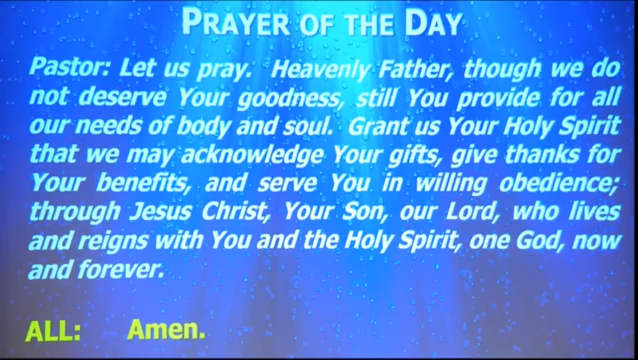 PRAYER OF THE DAY
Pastor: Let us pray. Heavenly Father, though we do
not deserve Your goodness, still You provide for all
our needs of body and soul. Grant us Your Holy Spirit
that we may acknowledge Your gifts, give thanks for
Your benefits, and serve You in willing obedience;
through Jesus Christ, Your Son, our Lord, who lives
and reigns with You and the Holy Spirit, one God, now
and forever.
ALL: Amen.